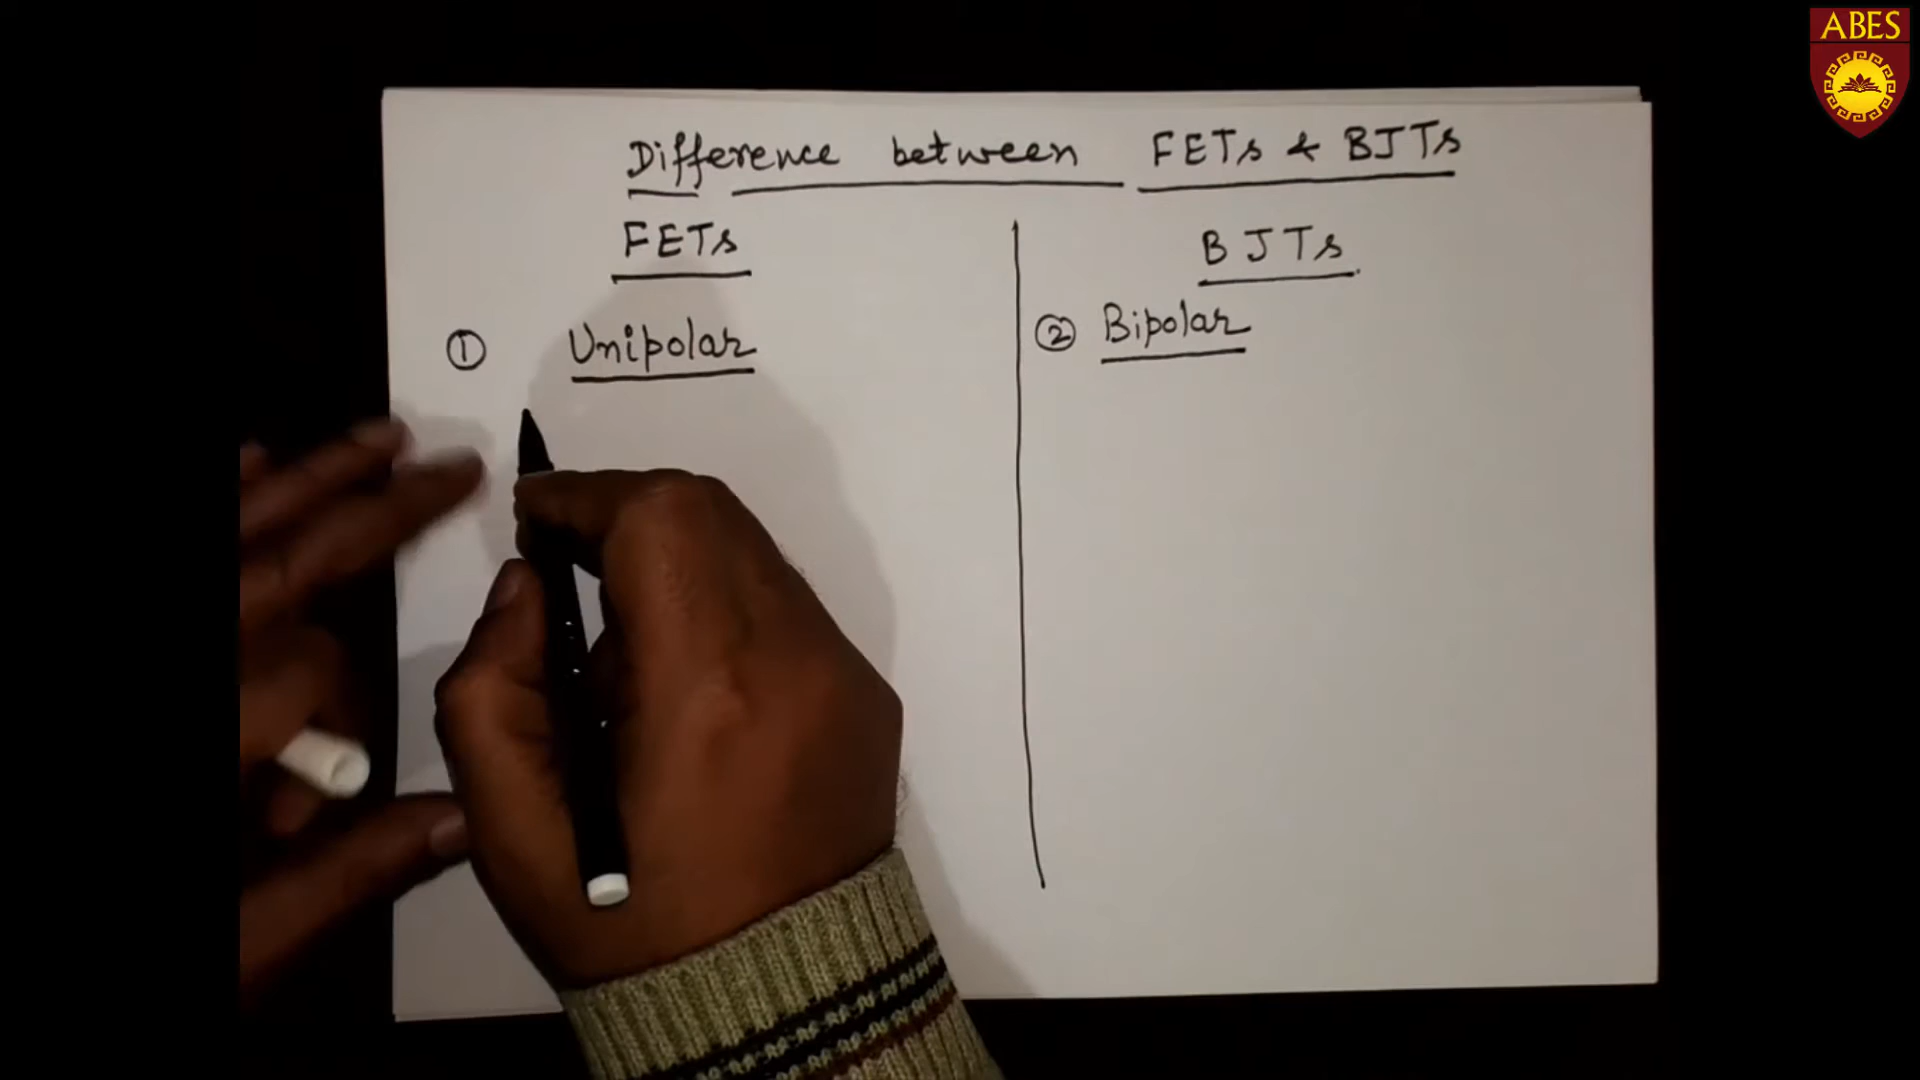 ABES
Difference between FETs & BJTs
FETs
① Unipolar
BJTs
② Bipolar